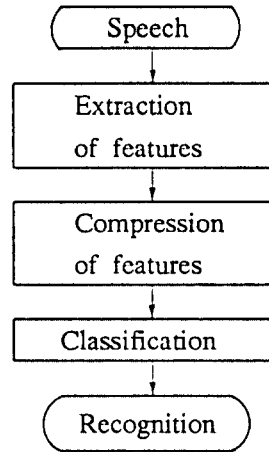 Speech
Extraction
of features
Compression
of features
Classification
Recognition